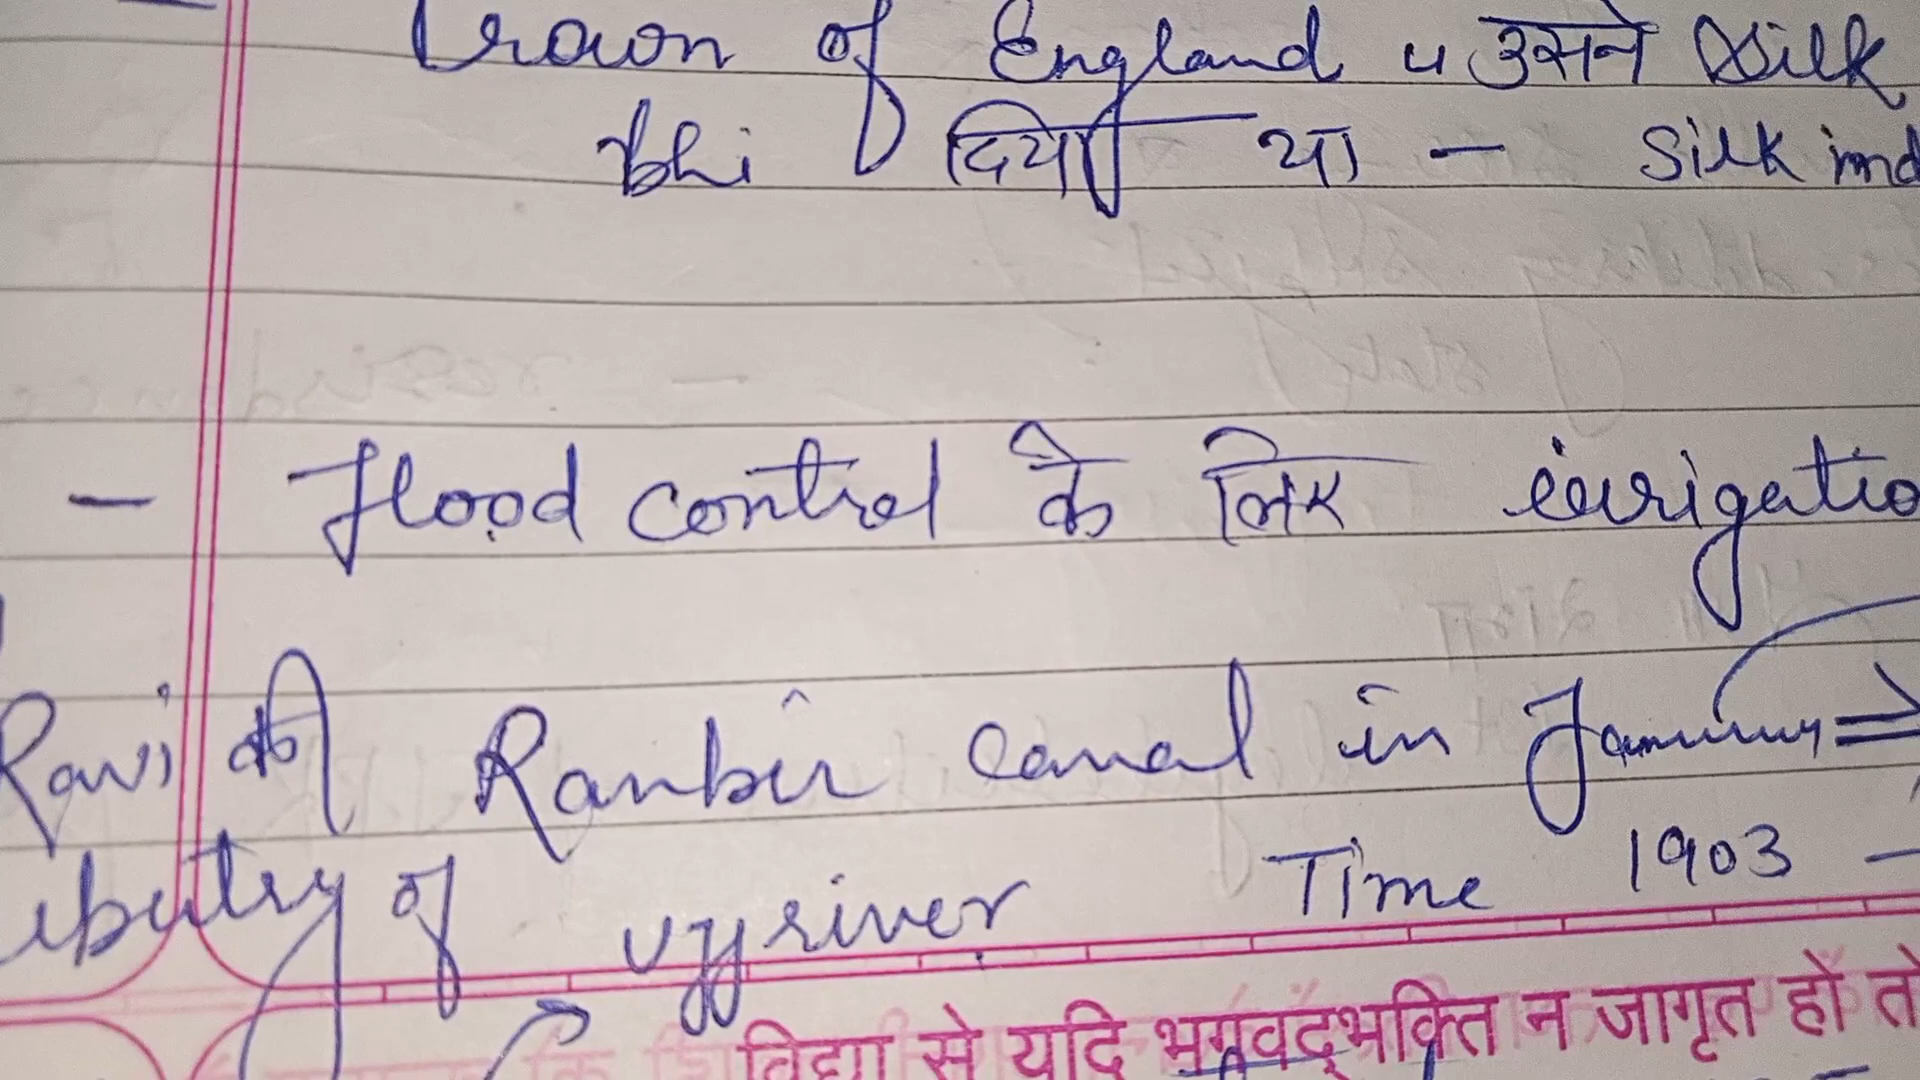 Crown of England " उसने Silk
bhi दिया था - silk ind
- Flood control के लिए irrigatio
Ravi की Ranbir canal in Jammu ⇒
ibutry of ujj river Time 1903 -
विद्या से यदि भगवद्भक्ति न जागृत हो तो